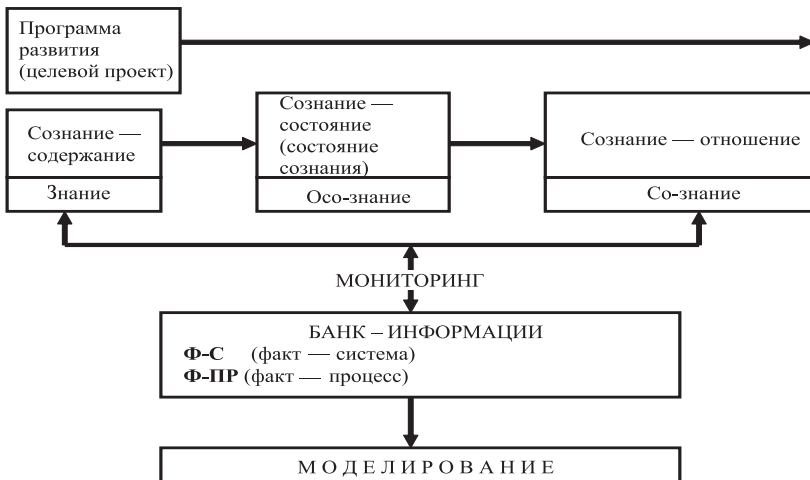 Программа
развития
(целевой проект)
Сознание —
содержание
Знание
Сознание —
состояние
(состояние
сознания)
Осо-знание
Сознание — отношение
Со-знание
МОНИТОРИНГ
БАНК – ИНФОРМАЦИИ
Ф-С (факт — система)
Ф-ПР (факт — процесс)
МОДЕЛИРОВАНИЕ